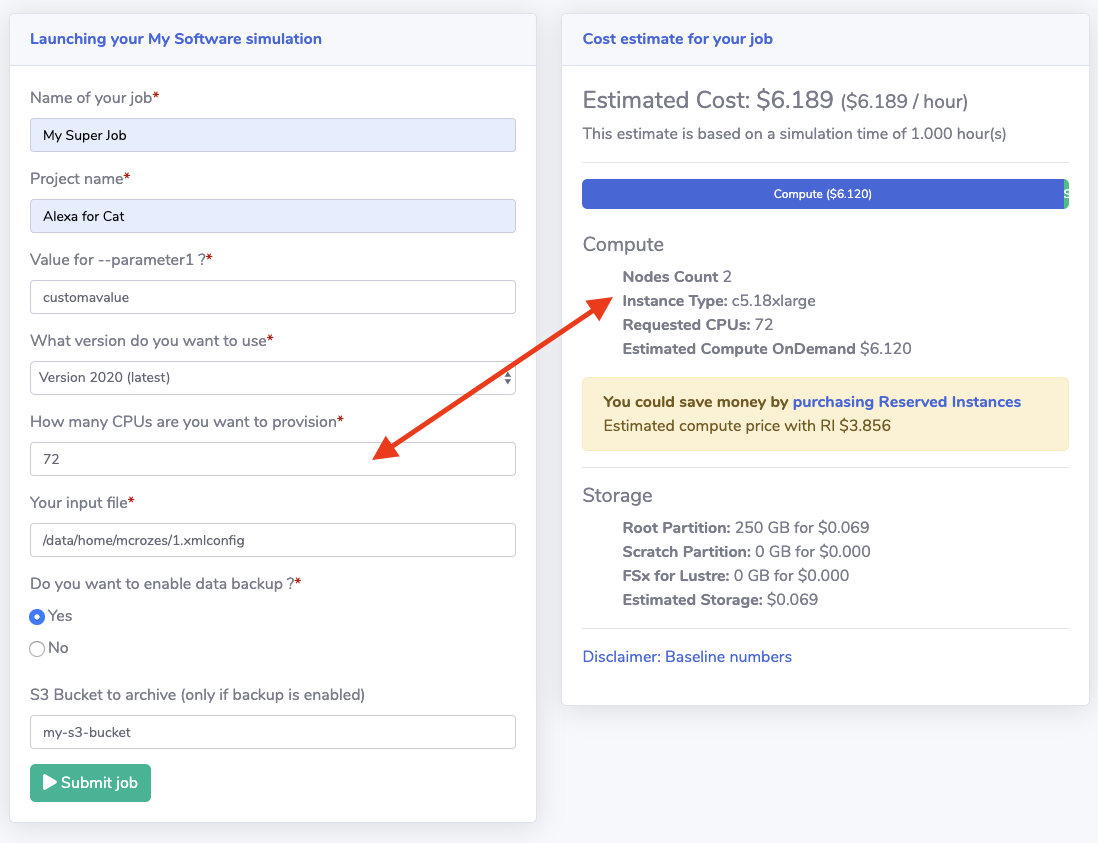 Launching your My Software simulation
Name of your job*
My Super Job
Project name*
Alexa for Cat
Value for --parameter1 ?*
customavalue
What version do you want to use*
Version 2020 (latest)
How many CPUs are you want to provision*
72
Your input file*
/data/home/mcrozes/1.xmlconfig
Do you want to enable data backup ?*
Yes
No
S3 Bucket to archive (only if backup is enabled)
my-s3-bucket
Submit job
Cost estimate for your job
Estimated Cost: $6.189 ($6.189 / hour)
This estimate is based on a simulation time of 1.000 hour(s)
Compute ($6.120)
Compute
Nodes Count 2
Instance Type: c5.18xlarge
Requested CPUs: 72
Estimated Compute OnDemand $6.120
You could save money by purchasing Reserved Instances
Estimated compute price with RI $3.856
Storage
Root Partition: 250 GB for $0.069
Scratch Partition: 0 GB for $0.000
FSx for Lustre: 0 GB for $0.000
Estimated Storage: $0.069
Disclaimer: Baseline numbers